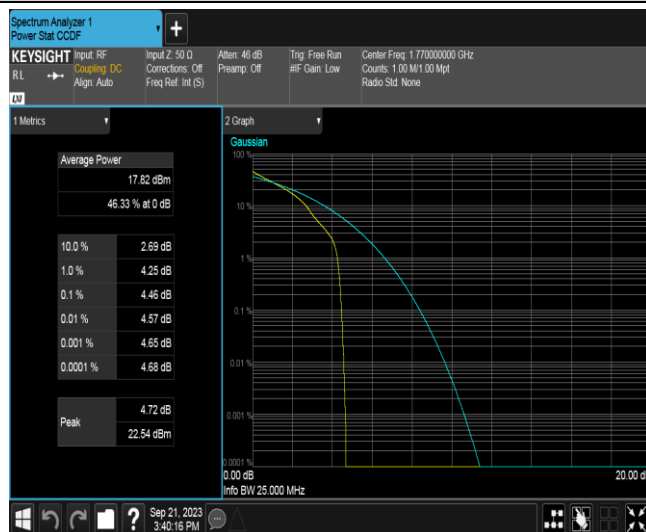 Spectrum Analyzer 1
Power Stat CCDF
+
KEYSIGHT
RL
LXI
Input: RF
Coupling: DC
Align: Auto
Input Z: 50 Ω
Corrections: Off
Freq Ref: Int (S)
Atten: 46 dB
Preamp: Off
Trig: Free Run
#IF Gain: Low
Center Freq: 1.770000000 GHz
Counts: 1.00 M/1.00 Mpt
Radio Std: None
1 Metrics
Average Power
17.82 dBm
46.33 % at 0 dB
10.0 % 2.69 dB
1.0 % 4.25 dB
0.1 % 4.46 dB
0.01 % 4.57 dB
0.001 % 4.65 dB
0.0001 % 4.68 dB
Peak 4.72 dB
22.54 dBm
2 Graph
Gaussian
100 %
10 %
1 %
0.1 %
0.01 %
0.001 %
0.0001 %
0.00 dB 20.00 d
Info BW 25.000 MHz
?
Sep 21, 2023
3:40:16 PM